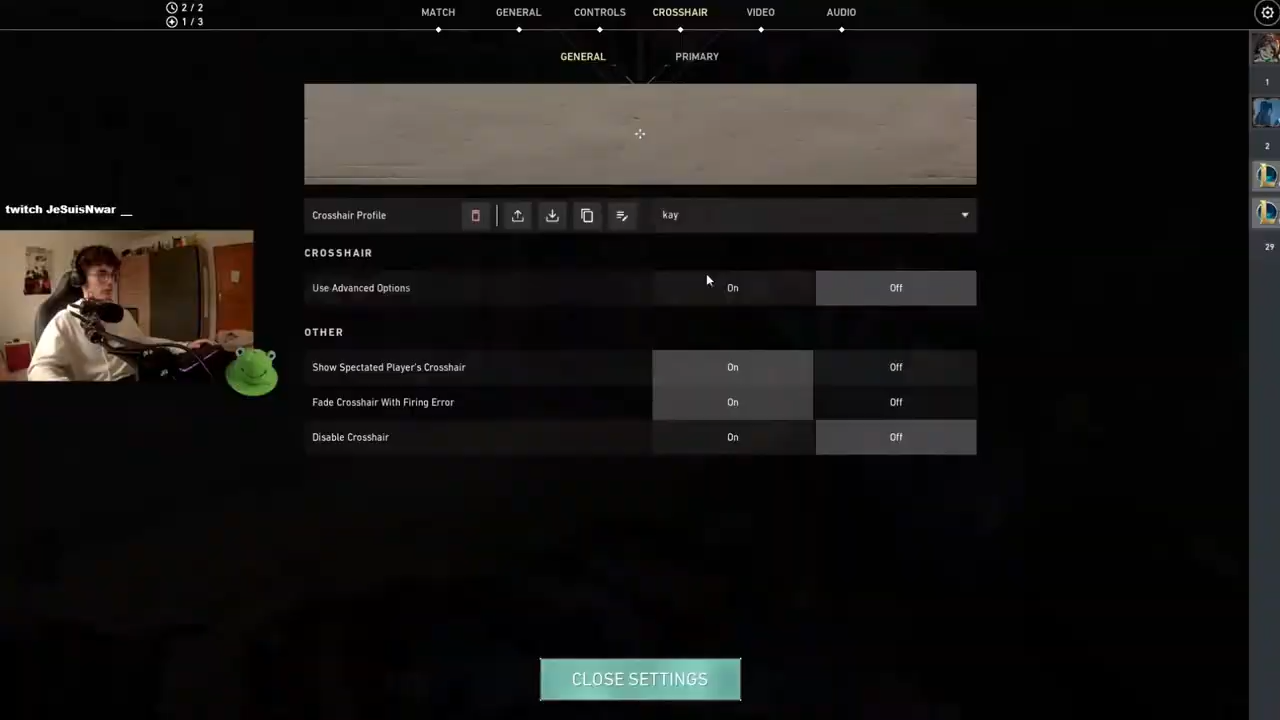 2 / 2
1 / 3
MATCH
GENERAL
CONTROLS
CROSSHAIR
VIDEO
AUDIO
GENERAL
PRIMARY
1
2
29
twitch JeSuisNwar __
Crosshair Profile
kay
CROSSHAIR
Use Advanced Options
On
Off
OTHER
Show Spectated Player's Crosshair
On
Off
Fade Crosshair With Firing Error
On
Off
Disable Crosshair
On
Off
CLOSE SETTINGS